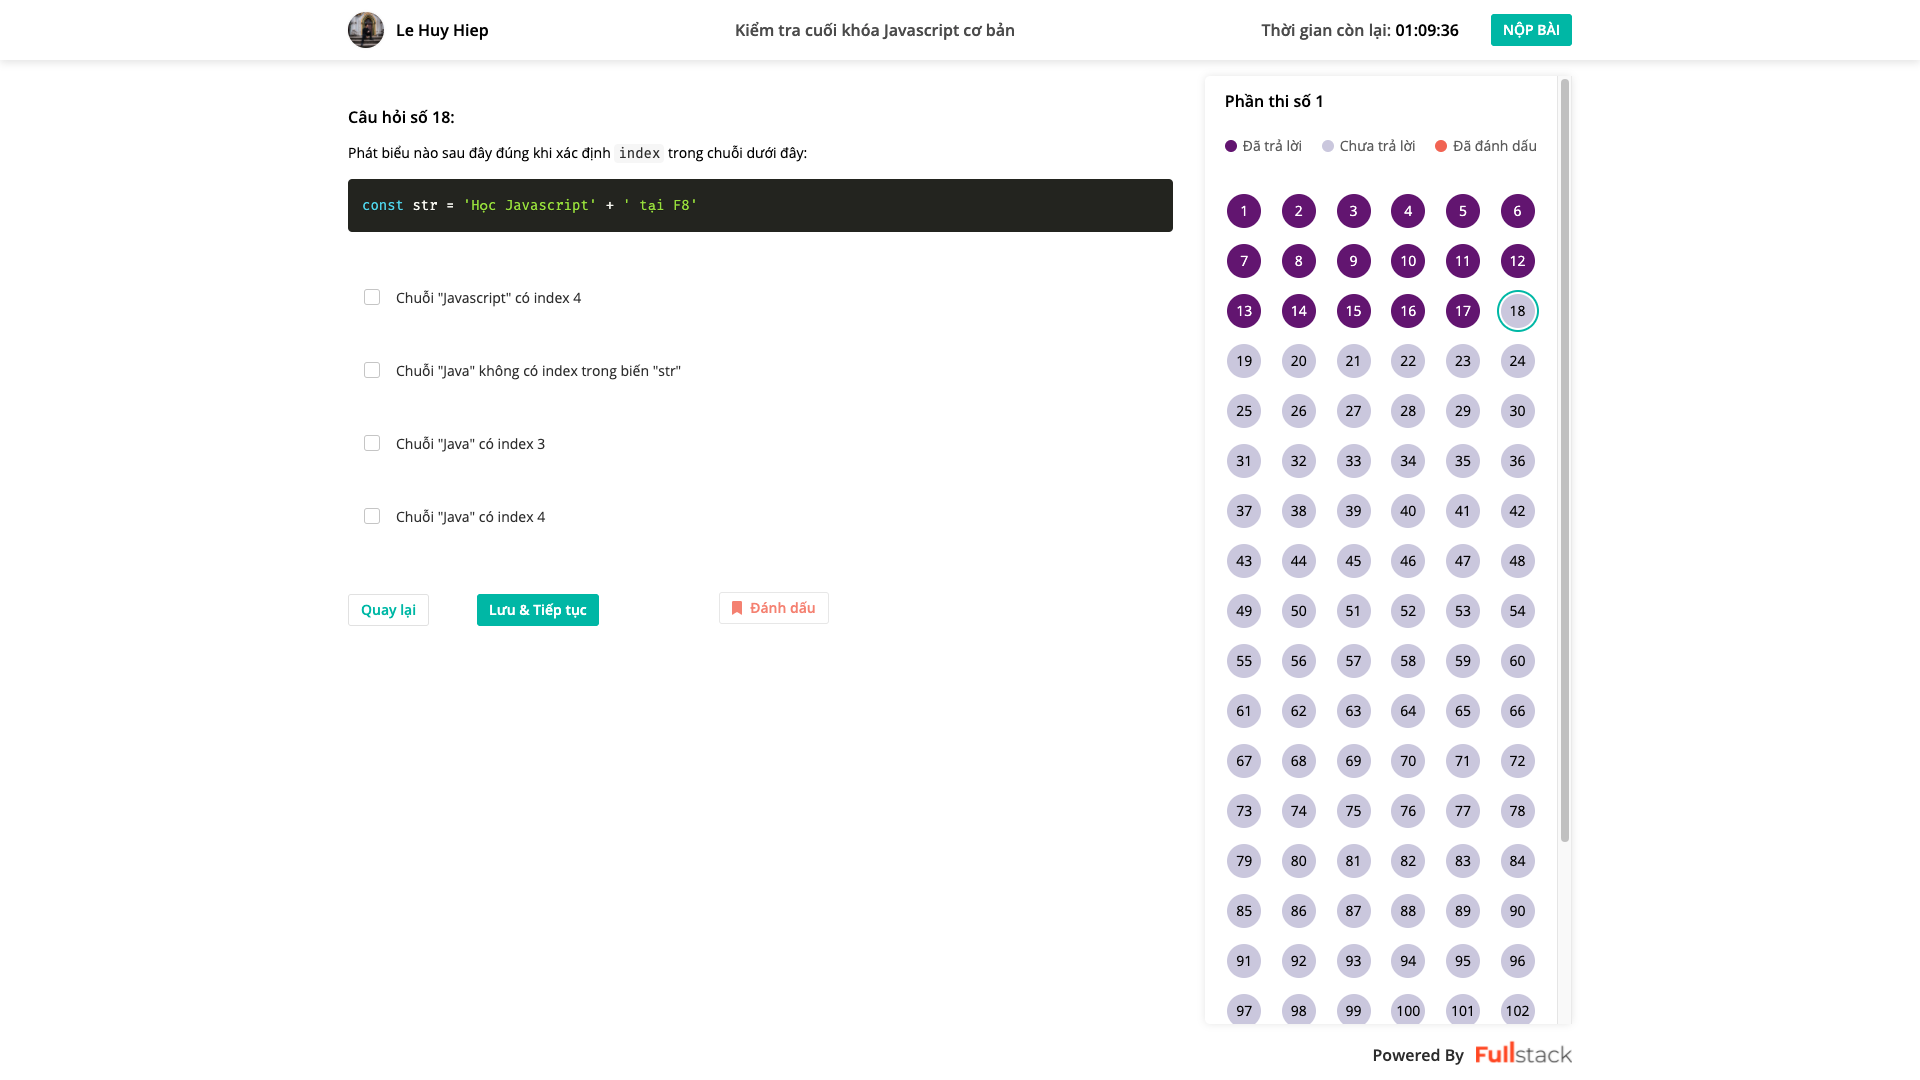 Le Huy Hiep
Kiểm tra cuối khóa Javascript cơ bản
Thời gian còn lại: 01:09:36
NỘP BÀI
Câu hỏi số 18:
Phát biểu nào sau đây đúng khi xác định index trong chuỗi dưới đây:
const str = 'Học Javascript' + ' tại F8'
Chuỗi "Javascript" có index 4
Chuỗi "Java" không có index trong biến "str"
Chuỗi "Java" có index 3
Chuỗi "Java" có index 4
Quay lại
Lưu & Tiếp tục
Đánh dấu
Phần thi số 1
Đã trả lời
Chưa trả lời
Đã đánh dấu
1 2 3 4 5 6
7 8 9 10 11 12
13 14 15 16 17 18
19 20 21 22 23 24
25 26 27 28 29 30
31 32 33 34 35 36
37 38 39 40 41 42
43 44 45 46 47 48
49 50 51 52 53 54
55 56 57 58 59 60
61 62 63 64 65 66
67 68 69 70 71 72
73 74 75 76 77 78
79 80 81 82 83 84
85 86 87 88 89 90
91 92 93 94 95 96
97 98 99 100 101 102
Powered By Fullstack